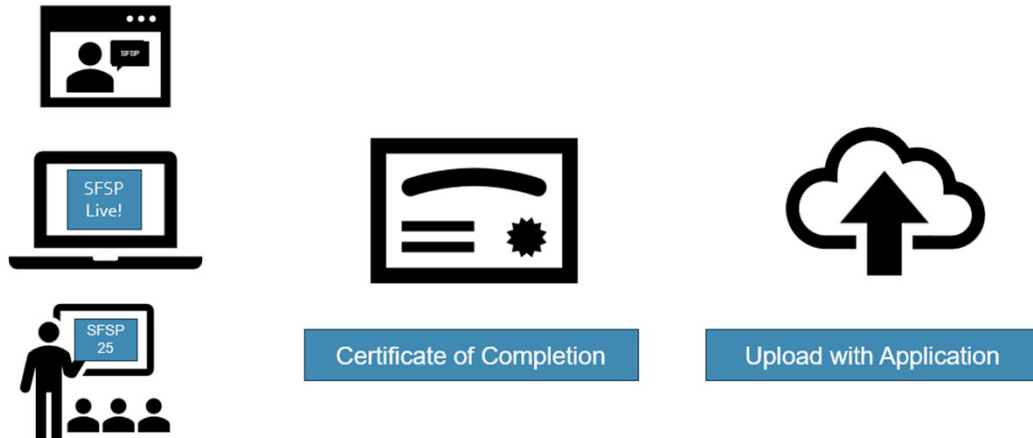 SFSP
SFSP
Live!
SFSP
25
Certificate of Completion
Upload with Application